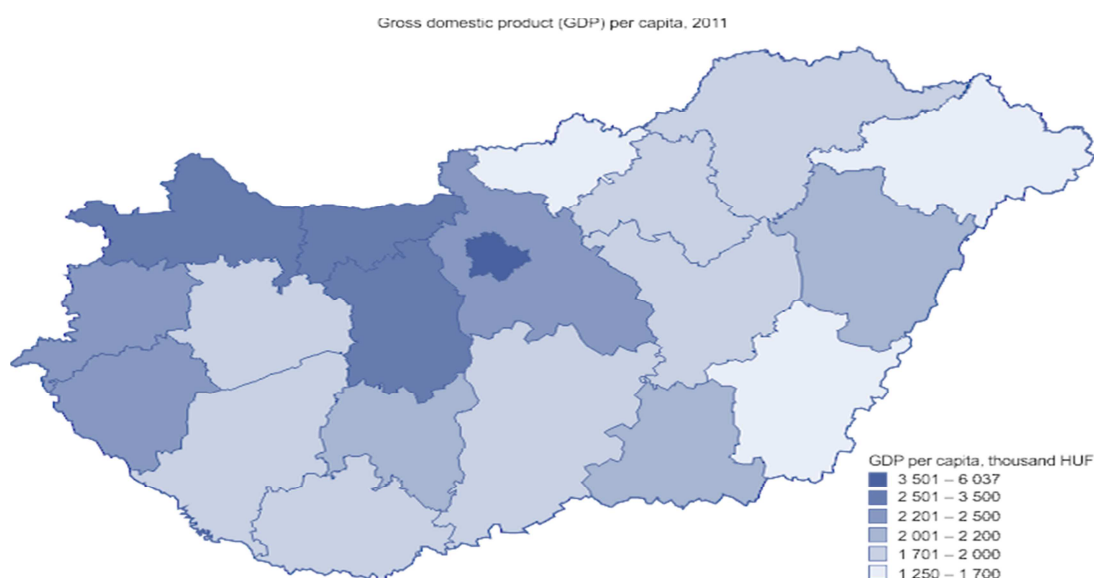 Gross domestic product (GDP) per capita, 2011
GDP per capita, thousand HUF
3 501 – 6 037
2 501 – 3 500
2 201 – 2 500
2 001 – 2 200
1 701 – 2 000
1 250 – 1 700